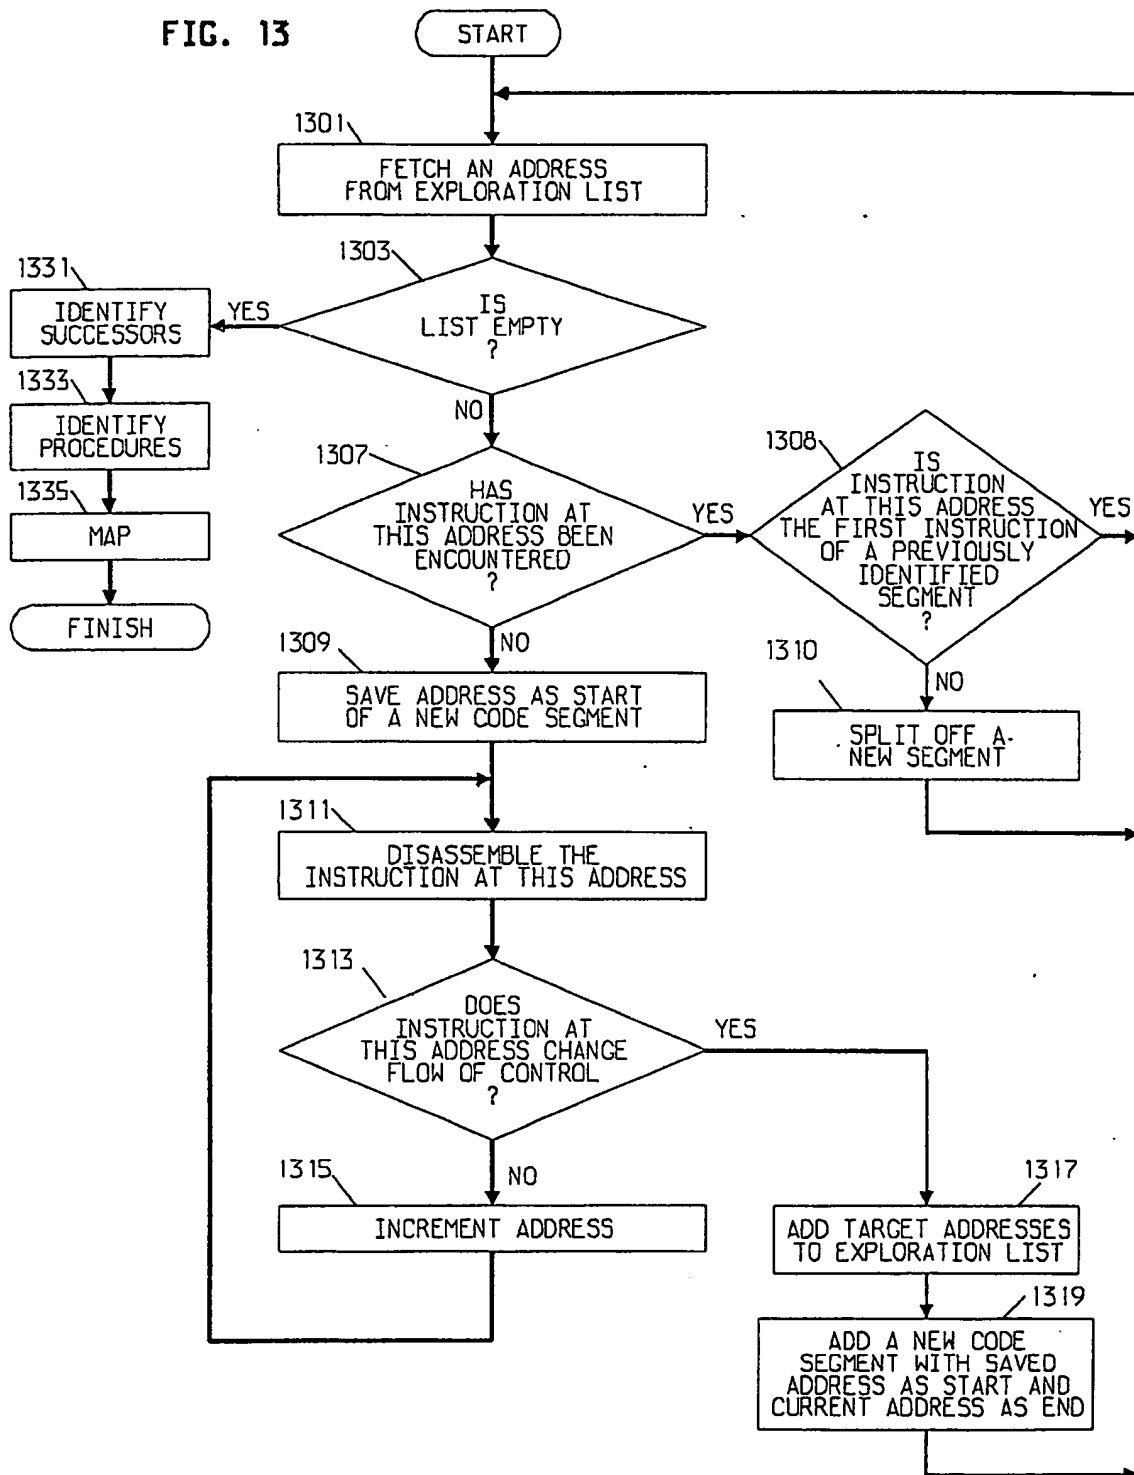 FIG. 13
START
1301
FETCH AN ADDRESS
FROM EXPLORATION LIST
1303
IS
LIST EMPTY
?
YES
NO
1331
IDENTIFY
SUCCESSORS
1333
IDENTIFY
PROCEDURES
1335
MAP
FINISH
1307
HAS
INSTRUCTION AT
THIS ADDRESS BEEN
ENCOUNTERED
?
YES
NO
1308
IS
INSTRUCTION
AT THIS ADDRESS
THE FIRST INSTRUCTION
OF A PREVIOUSLY
IDENTIFIED
SEGMENT
?
YES
NO
1310
SPLIT OFF A
NEW SEGMENT
1309
SAVE ADDRESS AS START
OF A NEW CODE SEGMENT
1311
DISASSEMBLE THE
INSTRUCTION AT THIS ADDRESS
1313
DOES
INSTRUCTION AT
THIS ADDRESS CHANGE
FLOW OF CONTROL
?
YES
NO
1315
INCREMENT ADDRESS
1317
ADD TARGET ADDRESSES
TO EXPLORATION LIST
1319
ADD A NEW CODE
SEGMENT WITH SAVED
ADDRESS AS START AND
CURRENT ADDRESS AS END